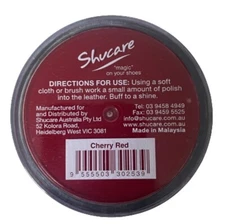 Shucare
"magic"
on your shoes
DIRECTIONS FOR USE: Using a soft
cloth or brush work a small amount of polish
into the leather. Buff to a shine.
Manufactured for
and Distributed by
Shucare Australia Pty Ltd
52 Kolora Road,
Heidelberg West VIC 3081
Tel 03 9458 4949
Fax 03 9459 5525
www.shucare.com.au
info@shucare.com.au
Made in Malaysia
Cherry Red
9 555503 302539